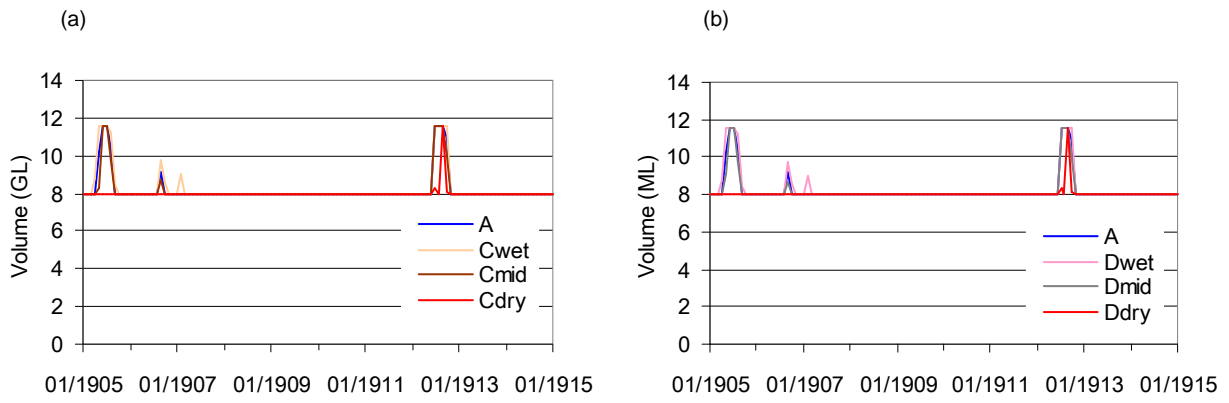 (a)
Volume (GL)
14
12
10
8
6
4
2
0
A
Cwet
Cmid
Cdry
01/1905 01/1907 01/1909 01/1911 01/1913 01/1915
(b)
Volume (ML)
14
12
10
8
6
4
2
0
A
Dwet
Dmid
Ddry
01/1905 01/1907 01/1909 01/1911 01/1913 01/1915